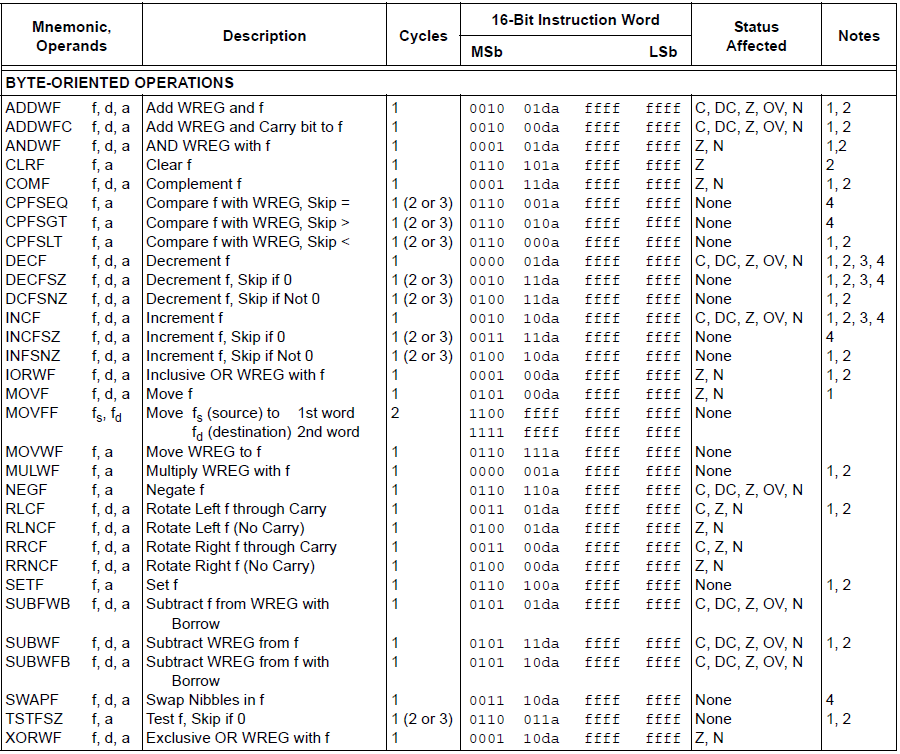 Mnemonic, Operands Description Cycles 16-Bit Instruction Word Status Affected Notes
MSb LSb
BYTE-ORIENTED OPERATIONS
ADDWF f, d, a Add WREG and f 1 0010 01da ffff ffff C, DC, Z, OV, N 1, 2
ADDWFC f, d, a Add WREG and Carry bit to f 1 0010 00da ffff ffff C, DC, Z, OV, N 1, 2
ANDWF f, d, a AND WREG with f 1 0001 01da ffff ffff Z, N 1,2
CLRF f, a Clear f 1 0110 101a ffff ffff Z 2
COMF f, d, a Complement f 1 0001 11da ffff ffff Z, N 1, 2
CPFSEQ f, a Compare f with WREG, Skip = 1 (2 or 3) 0110 001a ffff ffff None 4
CPFSGT f, a Compare f with WREG, Skip > 1 (2 or 3) 0110 010a ffff ffff None 4
CPFSLT f, a Compare f with WREG, Skip < 1 (2 or 3) 0110 000a ffff ffff None 1, 2
DECF f, d, a Decrement f 1 0000 01da ffff ffff C, DC, Z, OV, N 1, 2, 3, 4
DECFSZ f, d, a Decrement f, Skip if 0 1 (2 or 3) 0010 11da ffff ffff None 1, 2, 3, 4
DCFSNZ f, d, a Decrement f, Skip if Not 0 1 (2 or 3) 0100 11da ffff ffff None 1, 2
INCF f, d, a Increment f 1 0010 10da ffff ffff C, DC, Z, OV, N 1, 2, 3, 4
INCFSZ f, d, a Increment f, Skip if 0 1 (2 or 3) 0011 11da ffff ffff None 4
INFSNZ f, d, a Increment f, Skip if Not 0 1 (2 or 3) 0100 10da ffff ffff None 1, 2
IORWF f, d, a Inclusive OR WREG with f 1 0001 00da ffff ffff Z, N 1, 2
MOVF f, d, a Move f 1 0101 00da ffff ffff Z, N 1
MOVFF fs, fd Move fs (source) to 1st word 2 1100 ffff ffff ffff None
fd (destination) 2nd word 1111 ffff ffff ffff
MOVWF f, a Move WREG to f 1 0110 111a ffff ffff None
MULWF f, a Multiply WREG with f 1 0000 001a ffff ffff None 1, 2
NEGF f, a Negate f 1 0110 110a ffff ffff C, DC, Z, OV, N
RLCF f, d, a Rotate Left f through Carry 1 0011 01da ffff ffff C, Z, N 1, 2
RLNCF f, d, a Rotate Left f (No Carry) 1 0100 01da ffff ffff Z, N
RRCF f, d, a Rotate Right f through Carry 1 0011 00da ffff ffff C, Z, N
RRNCF f, d, a Rotate Right f (No Carry) 1 0100 00da ffff ffff Z, N
SETF f, a Set f 1 0110 100a ffff ffff None 1, 2
SUBFWB f, d, a Subtract f from WREG with 1 0101 01da ffff ffff C, DC, Z, OV, N
Borrow
SUBWF f, d, a Subtract WREG from f 1 0101 11da ffff ffff C, DC, Z, OV, N 1, 2
SUBWFB f, d, a Subtract WREG from f with 1 0101 10da ffff ffff C, DC, Z, OV, N
Borrow
SWAPF f, d, a Swap Nibbles in f 1 0011 10da ffff ffff None 4
TSTFSZ f, a Test f, Skip if 0 1 (2 or 3) 0110 011a ffff ffff None 1, 2
XORWF f, d, a Exclusive OR WREG with f 1 0001 10da ffff ffff Z, N